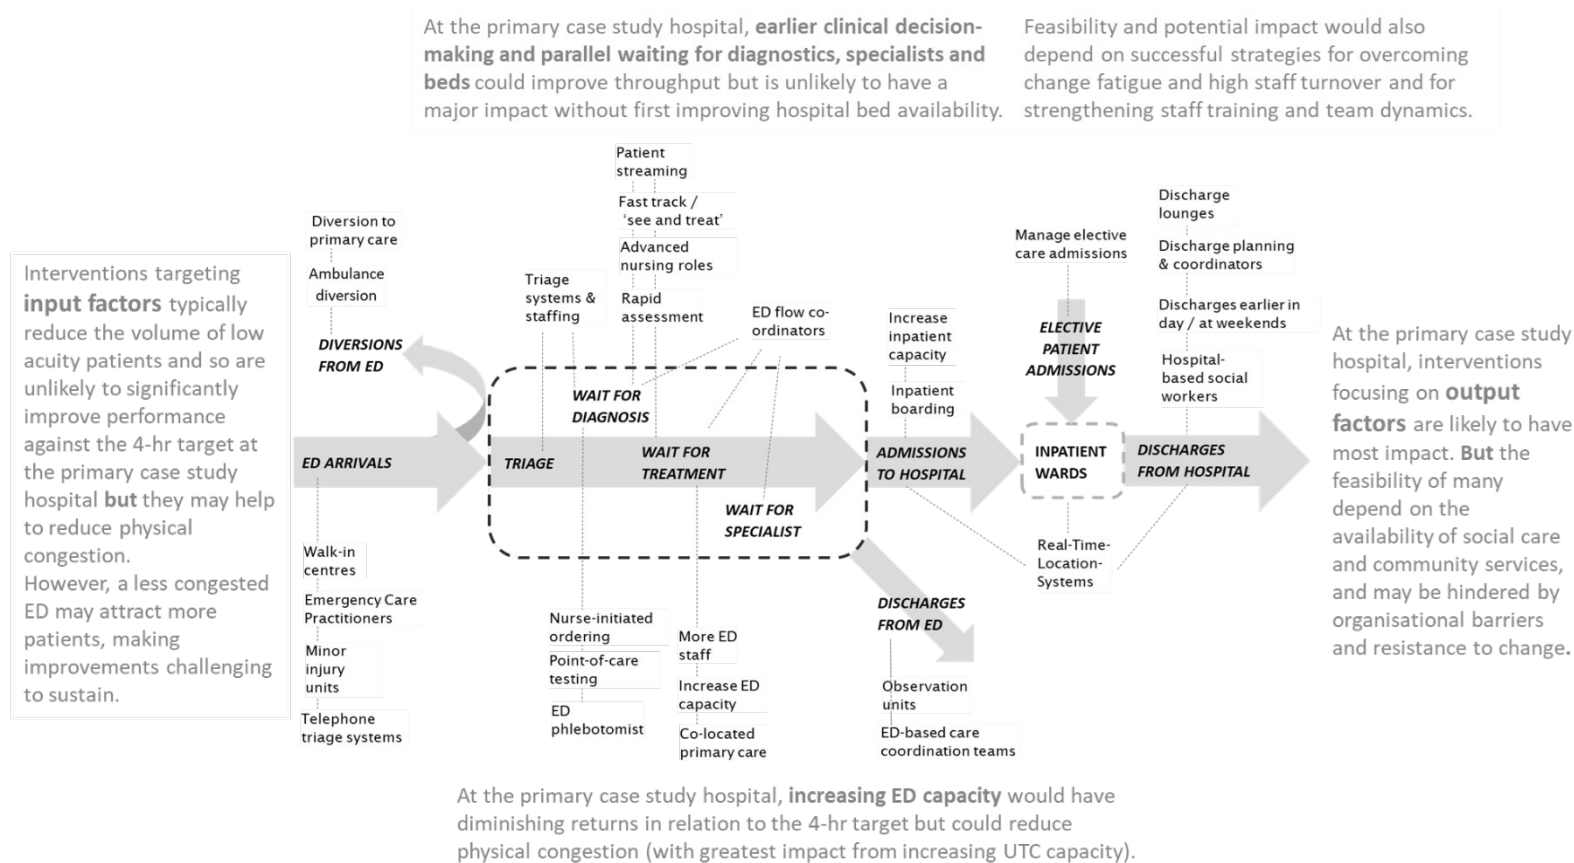 At the primary case study hospital, earlier clinical decision-
making and parallel waiting for diagnostics, specialists and
beds could improve throughput but is unlikely to have a
major impact without first improving hospital bed availability.
Feasibility and potential impact would also
depend on successful strategies for overcoming
change fatigue and high staff turnover and for
strengthening staff training and team dynamics.
Interventions targeting
input factors typically
reduce the volume of low
acuity patients and so are
unlikely to significantly
improve performance
against the 4-hr target at
the primary case study
hospital but they may help
to reduce physical
congestion.
However, a less congested
ED may attract more
patients, making
improvements challenging
to sustain.
Diversion to
primary care
Ambulance
diversion
DIVERSIONS
FROM ED
ED ARRIVALS
Walk-in
centres
Emergency Care
Practitioners
Minor
injury
units
Telephone
triage systems
Triage
systems &
staffing
Patient
streaming
Fast track /
'see and treat'
Advanced
nursing roles
Rapid
assessment
ED flow co-
ordinators
WAIT FOR
DIAGNOSIS
TRIAGE
WAIT FOR
TREATMENT
WAIT FOR
SPECIALIST
Nurse-initiated
ordering
Point-of-care
testing
ED
phlebotomist
More ED
staff
Increase ED
capacity
Co-located
primary care
Increase
inpatient
capacity
Inpatient
boarding
ADMISSIONS
TO HOSPITAL
DISCHARGES
FROM ED
Observation
units
ED-based care
coordination teams
Manage elective
care admissions
ELECTIVE
PATIENT
ADMISSIONS
INPATIENT
WARDS
Real-Time-
Location-
Systems
Discharge
lounges
Discharge planning
& coordinators
Discharges earlier in
day / at weekends
Hospital-
based social
workers
DISCHARGES
FROM HOSPITAL
At the primary case study
hospital, interventions
focusing on output
factors are likely to have
most impact. But the
feasibility of many
depend on the
availability of social care
and community services,
and may be hindered by
organisational barriers
and resistance to change.
At the primary case study hospital, increasing ED capacity would have
diminishing returns in relation to the 4-hr target but could reduce
physical congestion (with greatest impact from increasing UTC capacity).